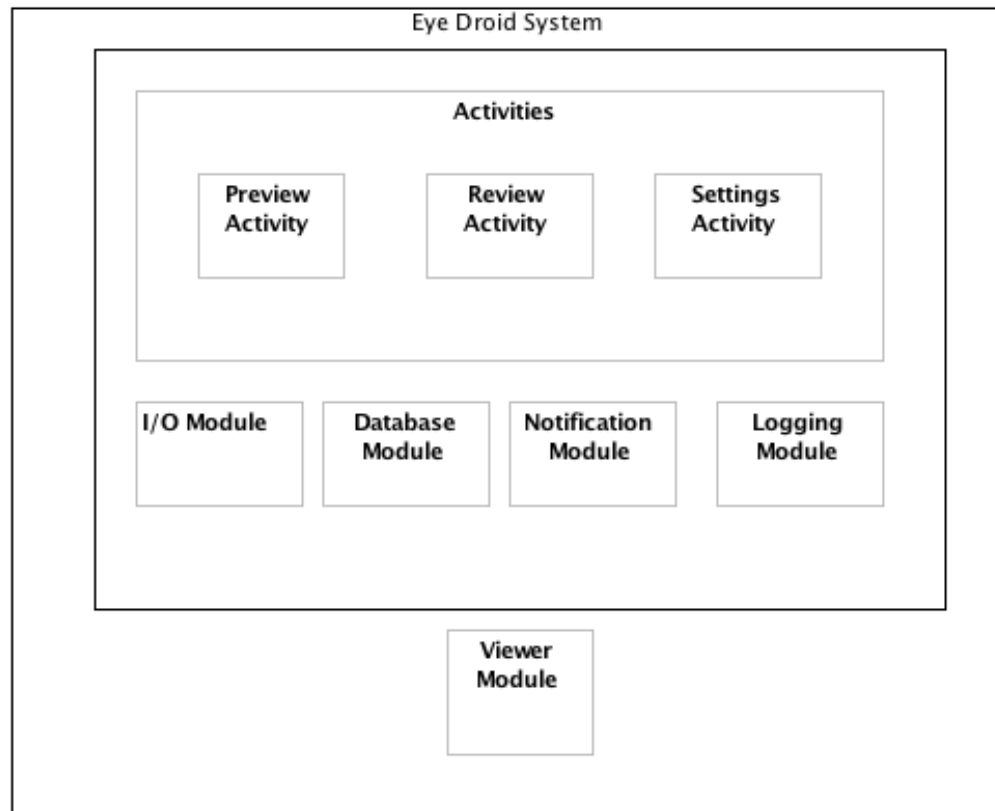 Eye Droid System
Activities
Preview
Activity
Review
Activity
Settings
Activity
I/O Module
Database
Module
Notification
Module
Logging
Module
Viewer
Module